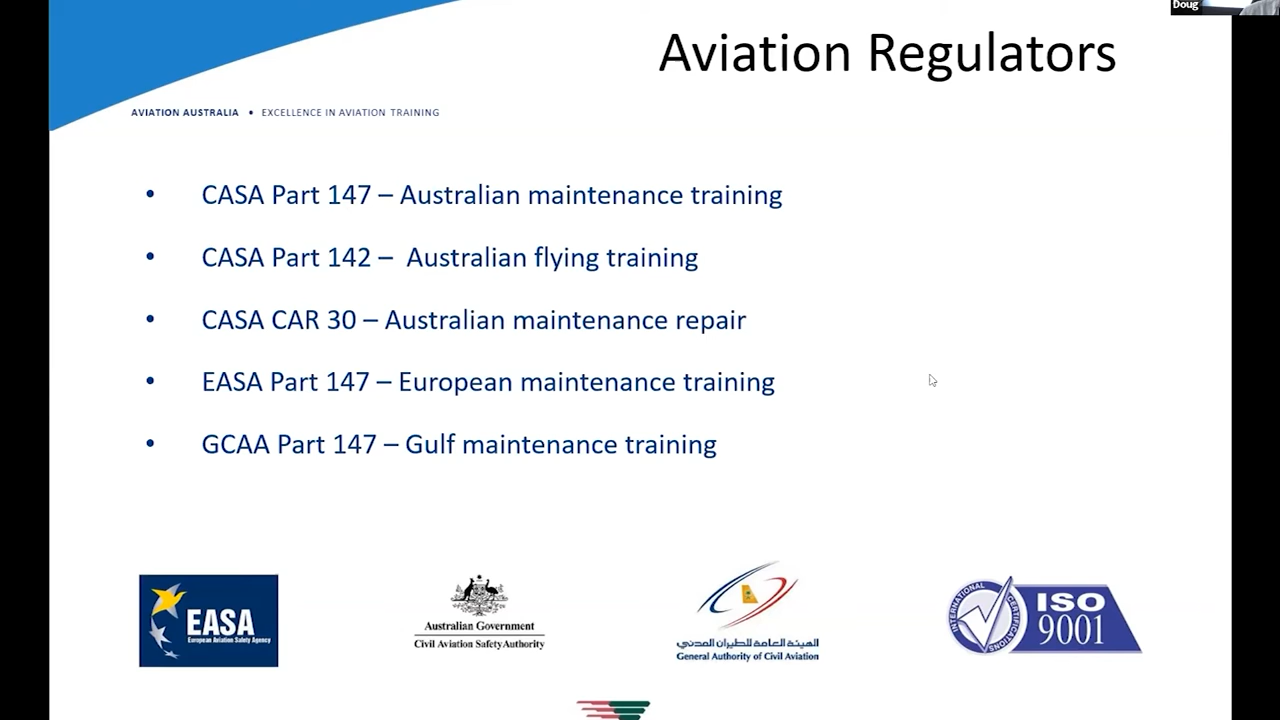 Doug
Aviation Regulators
AVIATION AUSTRALIA • EXCELLENCE IN AVIATION TRAINING
• CASA Part 147 – Australian maintenance training
• CASA Part 142 – Australian flying training
• CASA CAR 30 – Australian maintenance repair
• EASA Part 147 – European maintenance training
• GCAA Part 147 – Gulf maintenance training
EASA
European Aviation Safety Agency
Australian Government
Civil Aviation Safety Authority
الهيئة العامة للطيران المدني
General Authority of Civil Aviation
INTERNATIONAL CERTIFICATIONS
ISO
9001